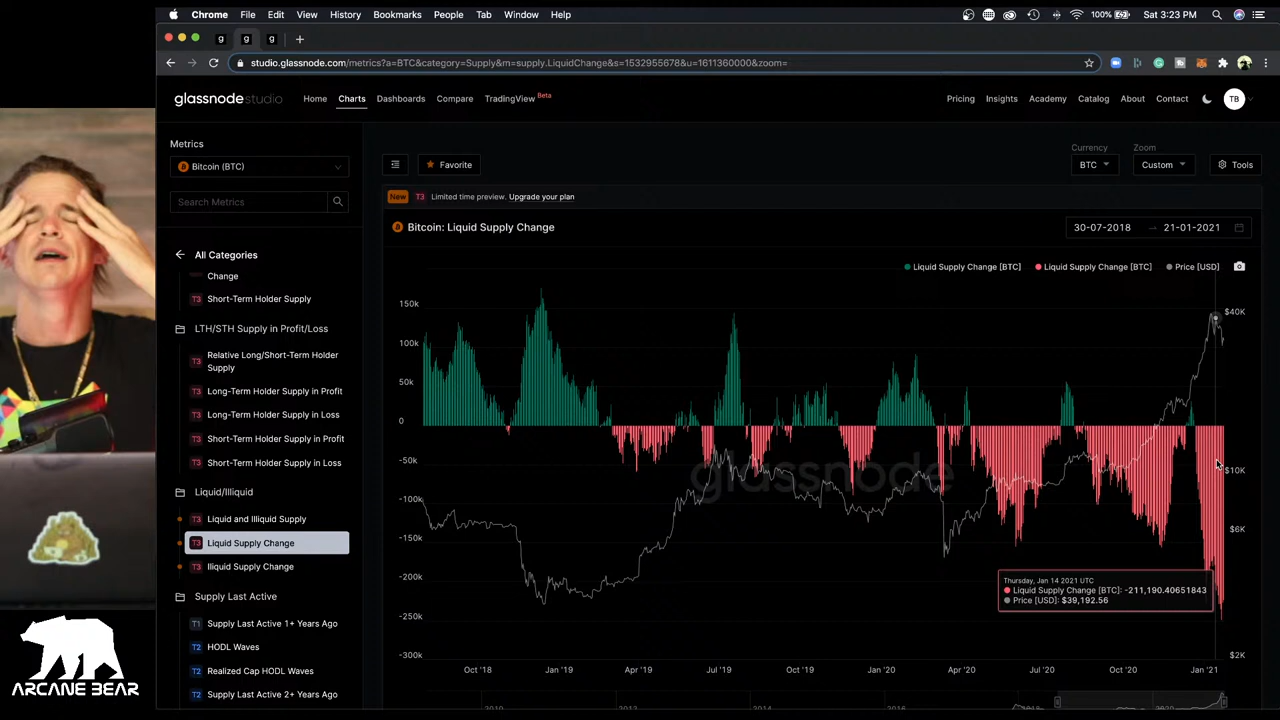 Chrome File Edit View History Bookmarks People Tab Window Help
100% Sat 3:23 PM
g g g +
studio.glassnode.com/metrics?a=BTC&category=Supply&m=supply.LiquidChange&s=1532955678&u=1611360000&zoom=
glassnodestudio Home Charts Dashboards Compare TradingView Beta
Pricing Insights Academy Catalog About Contact TB
Metrics
Bitcoin (BTC)
Search Metrics
All Categories
Change
T3 Short-Term Holder Supply
LTH/STH Supply in Profit/Loss
T3 Relative Long/Short-Term Holder
Supply
T3 Long-Term Holder Supply in Profit
T3 Long-Term Holder Supply in Loss
T3 Short-Term Holder Supply in Profit
T3 Short-Term Holder Supply in Loss
Liquid/Illiquid
T3 Liquid and Illiquid Supply
T3 Liquid Supply Change
T3 Illiquid Supply Change
Supply Last Active
T1 Supply Last Active 1+ Years Ago
T2 HODL Waves
T2 Realized Cap HODL Waves
T2 Supply Last Active 2+ Years Ago
Favorite
Currency
BTC
Zoom
Custom
Tools
New T3 Limited time preview. Upgrade your plan
Bitcoin: Liquid Supply Change
30-07-2018 → 21-01-2021
Liquid Supply Change [BTC] Liquid Supply Change [BTC] Price [USD]
150k
100k
50k
0
-50k
-100k
-150k
-200k
-250k
-300k
$40K
$10K
$6K
$2K
glassnode
Thursday, Jan 14 2021 UTC
Liquid Supply Change [BTC]: -211,190.40651843
Price [USD]: $39,192.56
Oct '18 Jan '19 Apr '19 Jul '19 Oct '19 Jan '20 Apr '20 Jul '20 Oct '20 Jan '21
2010 2012 2014 2016 2018 2020
ARCANE BEAR